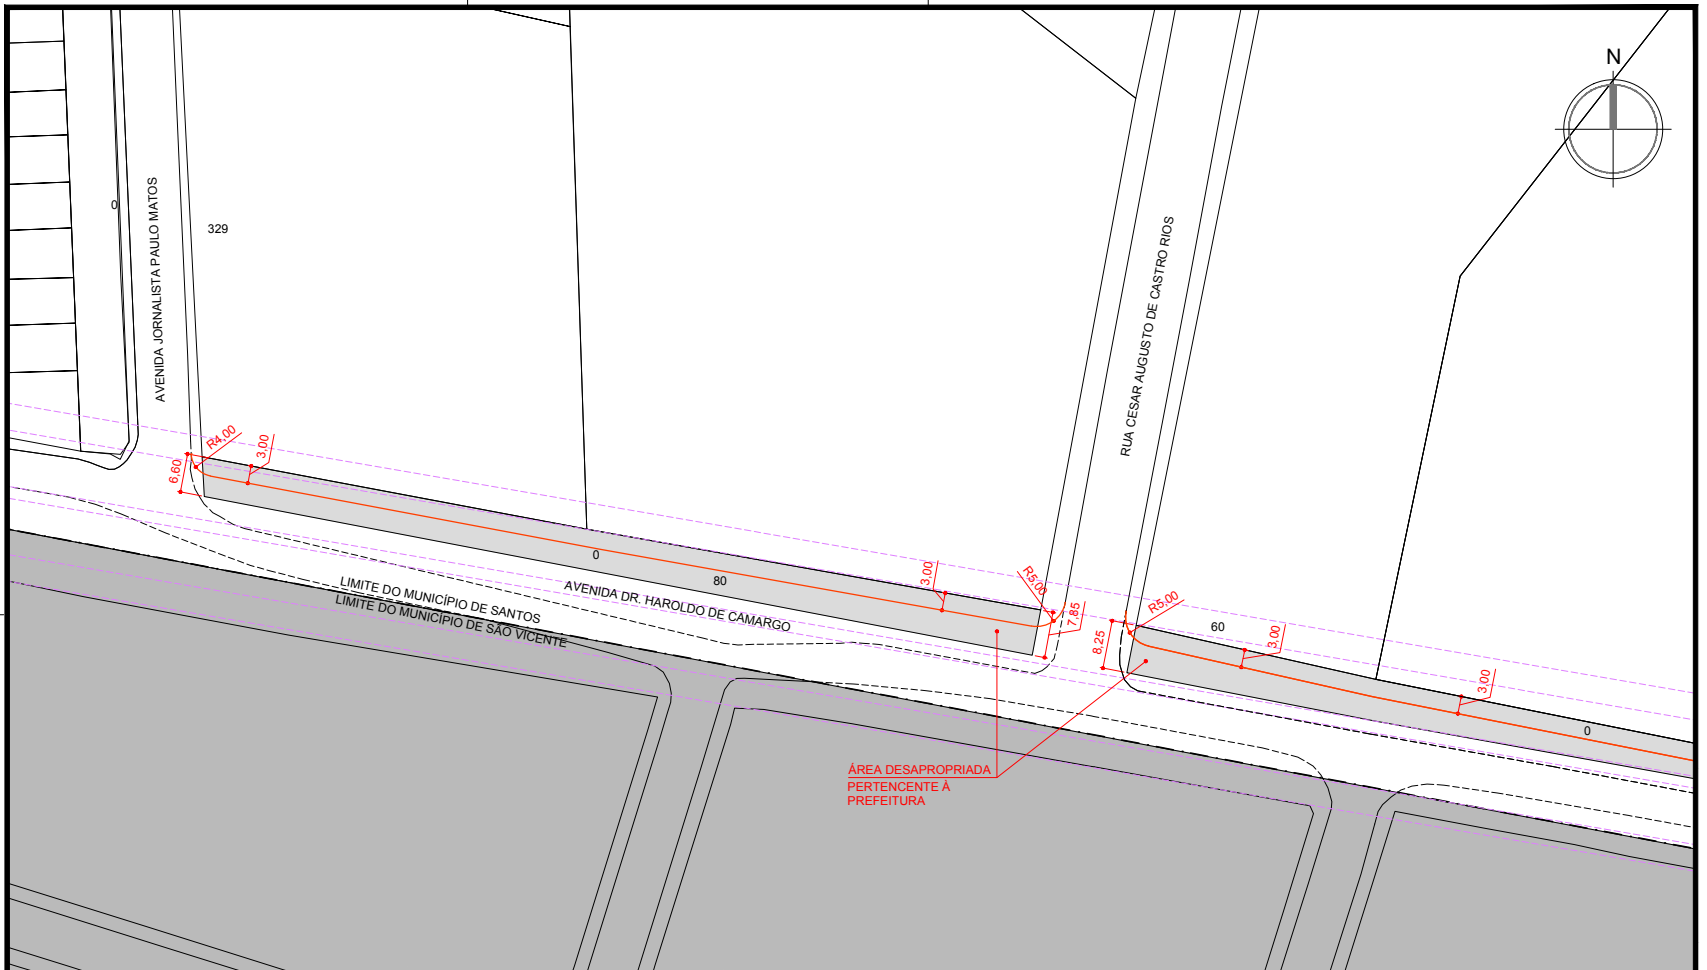 N
0
329
AVENIDA JORNALISTA PAULO MATOS
RUA CESAR AUGUSTO DE CASTRO RIOS
R4,00
3,00
6,60
0
80
3,00
R5,00
7,85
8,25
R5,00
60
3,00
3,00
0
LIMITE DO MUNICÍPIO DE SANTOS
LIMITE DO MUNICÍPIO DE SÃO VICENTE
AVENIDA DR. HAROLDO DE CAMARGO
ÁREA DESAPROPRIADA
PERTENCENTE À
PREFEITURA